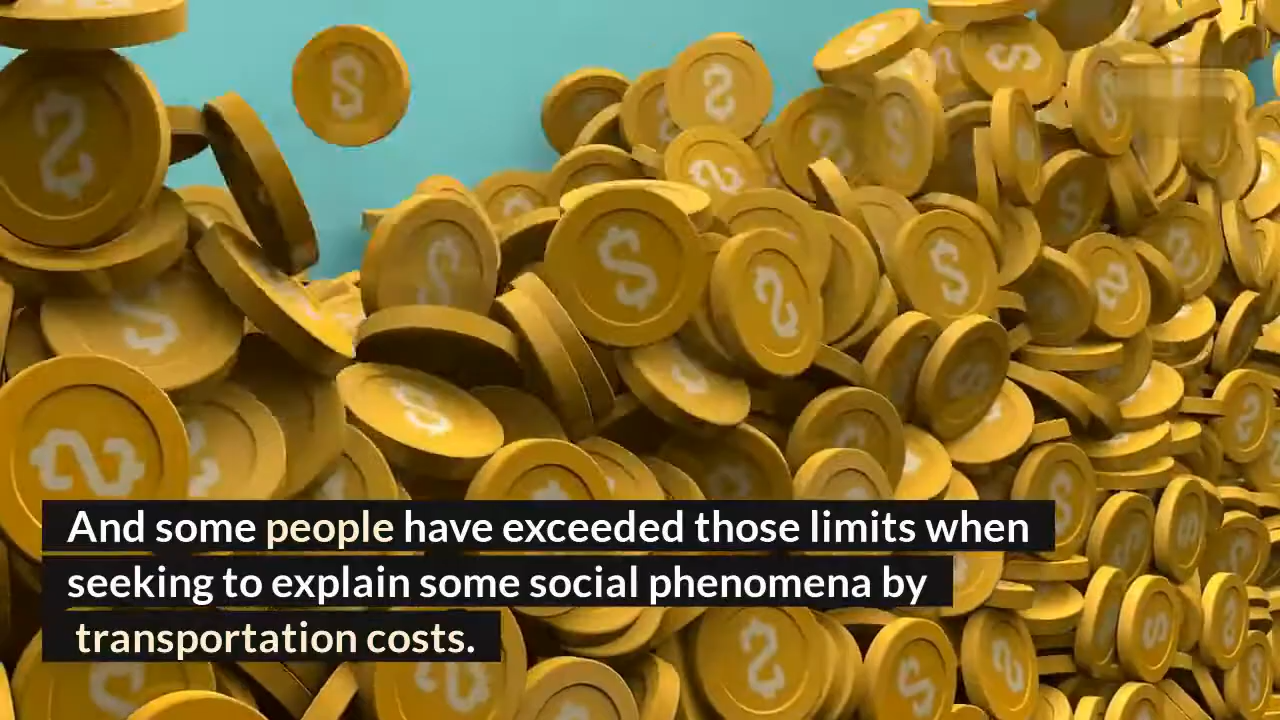 And some people have exceeded those limits when
seeking to explain some social phenomena by
transportation costs.